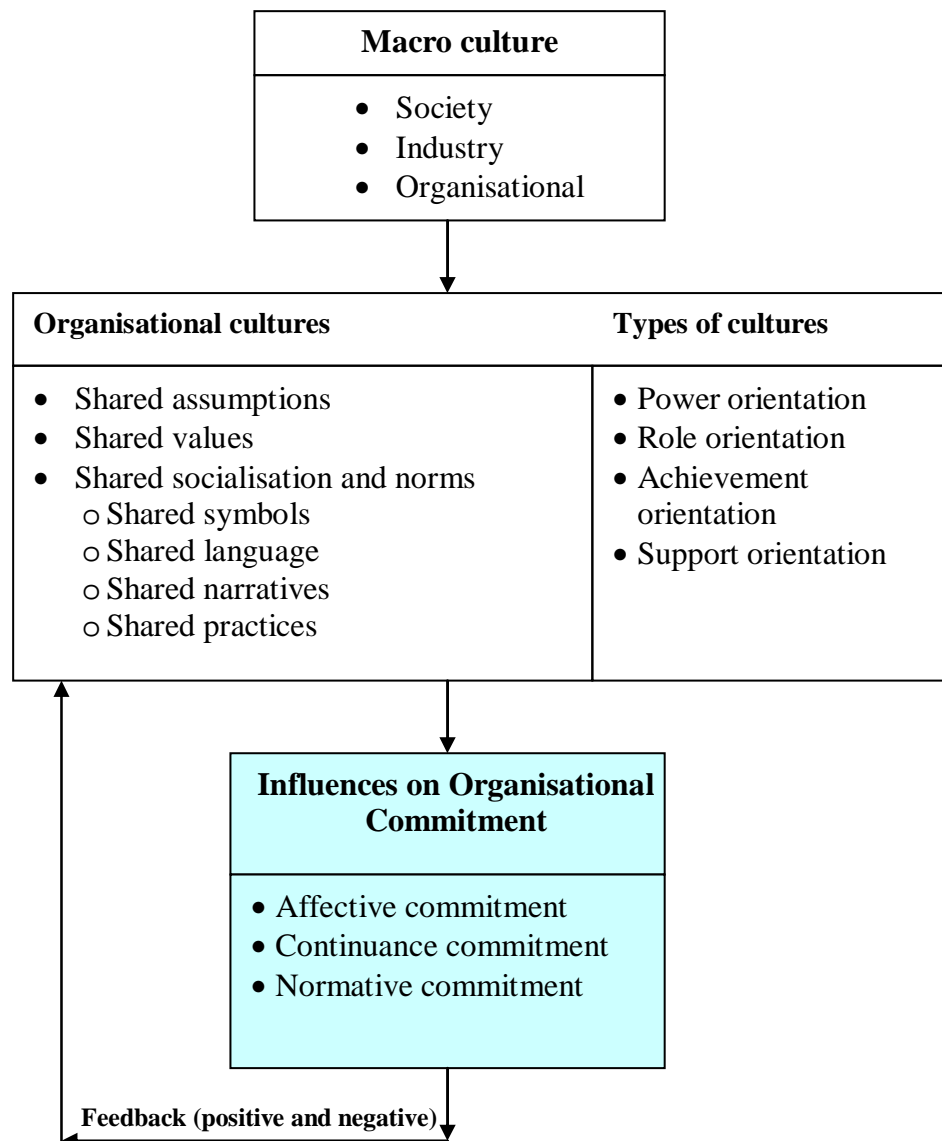 Macro culture
• Society
• Industry
• Organisational
Organisational cultures
• Shared assumptions
• Shared values
• Shared socialisation and norms
o Shared symbols
o Shared language
o Shared narratives
o Shared practices
Types of cultures
• Power orientation
• Role orientation
• Achievement
orientation
• Support orientation
Influences on Organisational
Commitment
• Affective commitment
• Continuance commitment
• Normative commitment
Feedback (positive and negative)